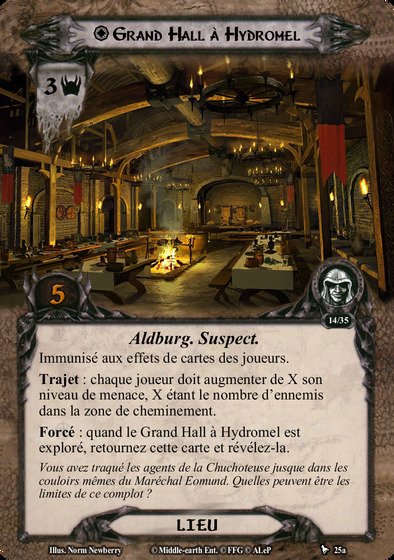 Grand Hall à Hydromel
3
5
14/35
Aldburg. Suspect.
Immunisé aux effets de cartes des joueurs.
Trajet : chaque joueur doit augmenter de X son
niveau de menace, X étant le nombre d'ennemis
dans la zone de cheminement.
Forcé : quand le Grand Hall à Hydromel est
exploré, retournez cette carte et révélez-la.
Vous avez traqué les agents de la Chuchoteuse jusque dans les
couloirs mêmes du Maréchal Eomund. Quelles peuvent être les
limites de ce complot ?
LIEU
Illus. Norm Newberry
©Middle-earth Ent. © FFG © ALeP
25a